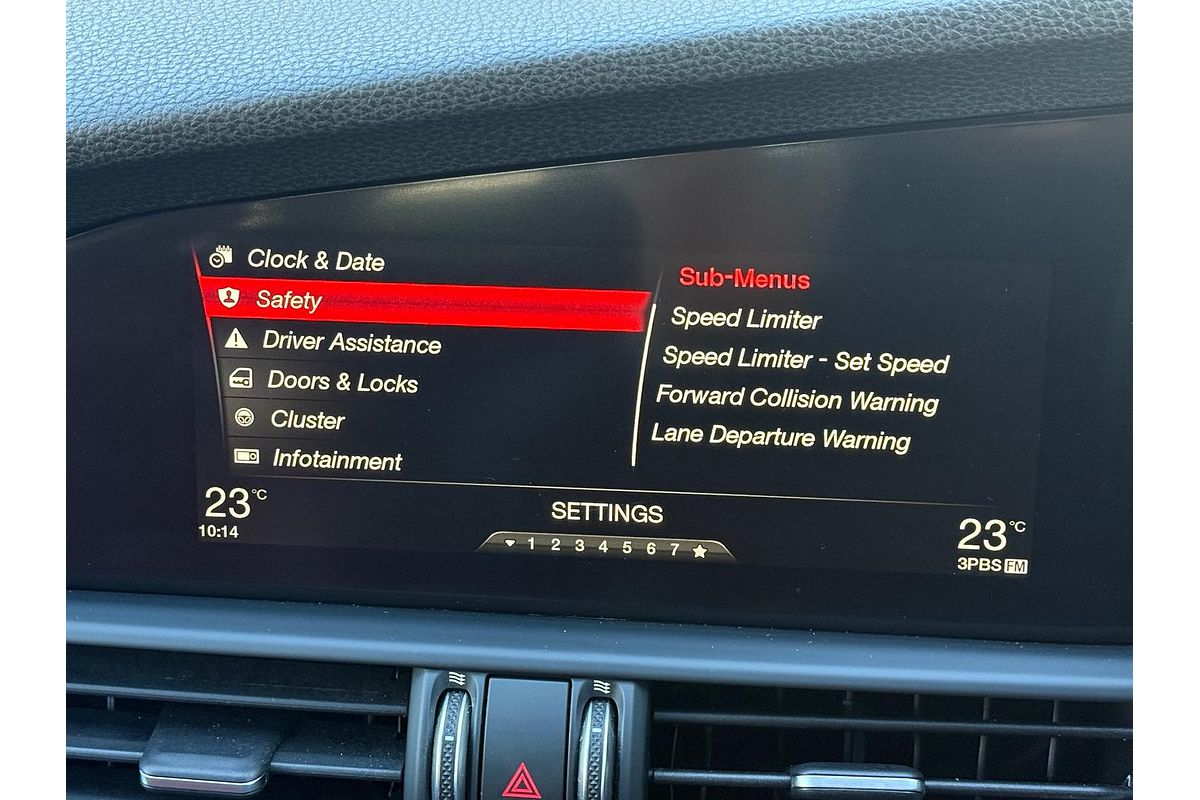 Clock & Date
Safety
Driver Assistance
Doors & Locks
Cluster
Infotainment
Sub-Menus
Speed Limiter
Speed Limiter - Set Speed
Forward Collision Warning
Lane Departure Warning
23°C
10:14
SETTINGS
1 2 3 4 5 6 7
23°C
3PBS FM